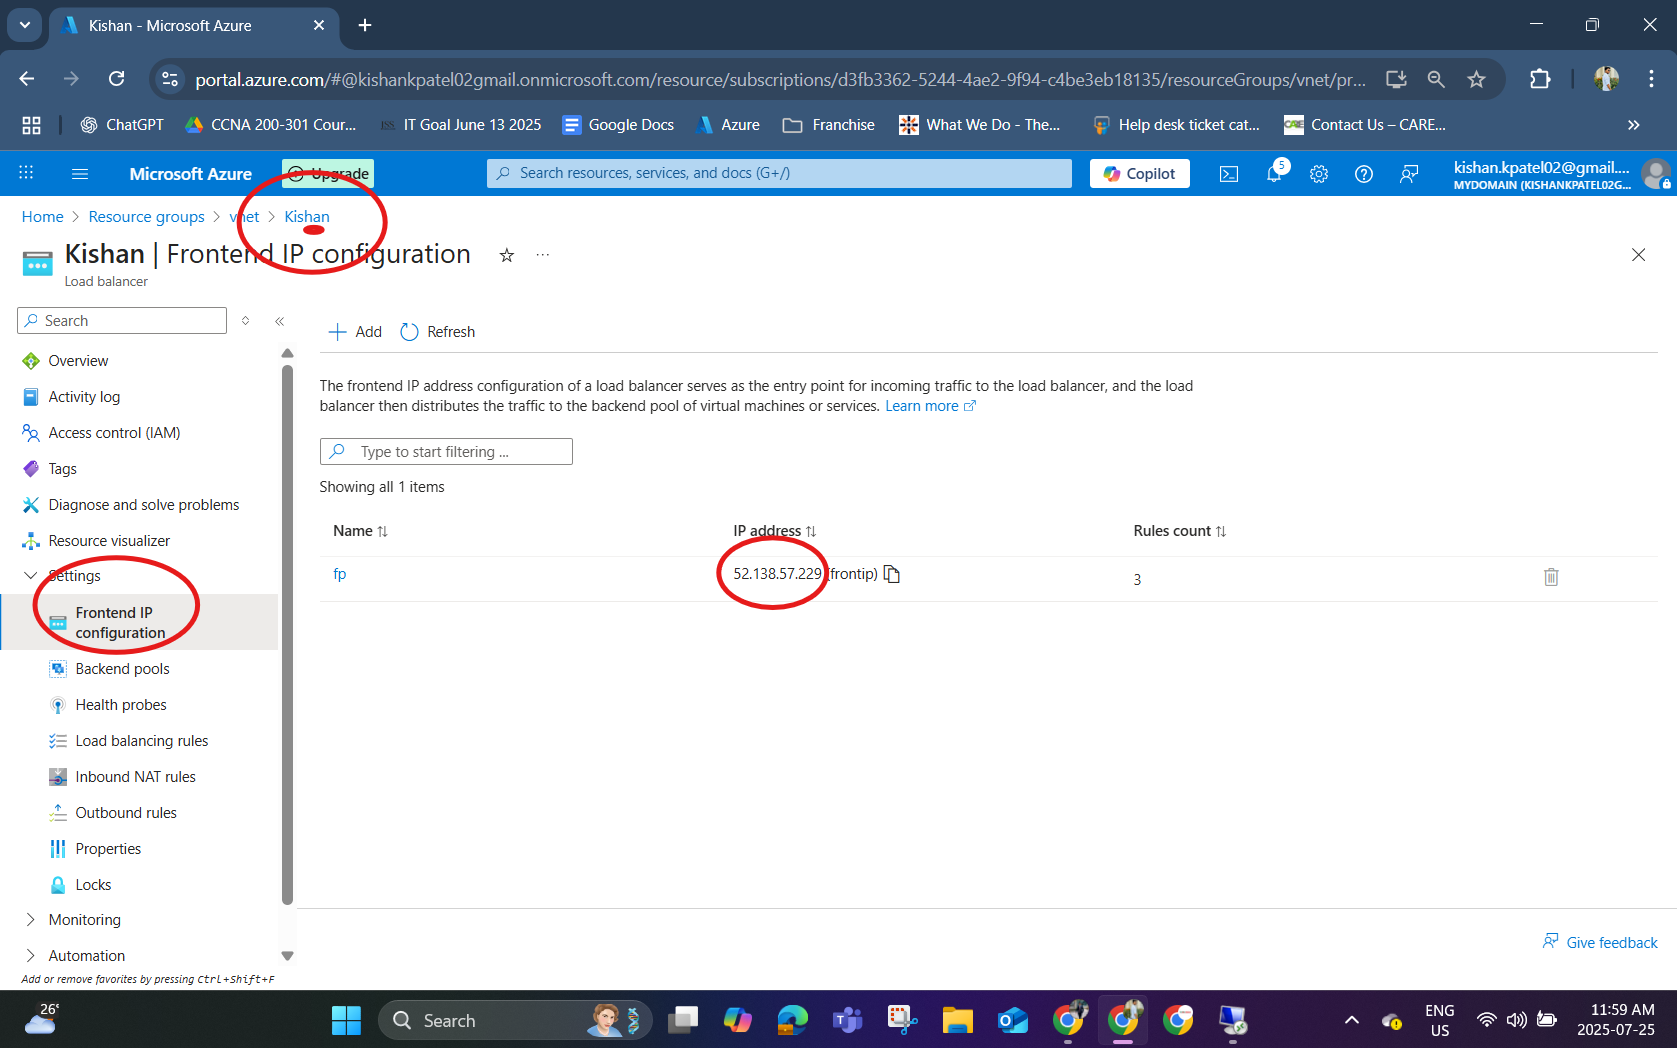 Kishan - Microsoft Azure
portal.azure.com/#@kishankpatel02gmail.onmicrosoft.com/resource/subscriptions/d3fb3362-5244-4ae2-9f94-c4be3eb18135/resourceGroups/vnet/pr...
ChatGPT
CCNA 200-301 Cour...
JSS
IT Goal June 13 2025
Google Docs
Azure
Franchise
What We Do - The...
Help desk ticket cat...
CARE
Contact Us – CARE...
Microsoft Azure
Upgrade
Search resources, services, and docs (G+/)
Copilot
5
kishan.kpatel02@gmail....
MYDOMAIN (KISHANKPATEL02G...
Home > Resource groups > vnet > Kishan
Kishan | Frontend IP configuration
Load balancer
Search
Add
Refresh
Overview
Activity log
Access control (IAM)
Tags
Diagnose and solve problems
Resource visualizer
Settings
Frontend IP
configuration
Backend pools
Health probes
Load balancing rules
Inbound NAT rules
Outbound rules
Properties
Locks
Monitoring
Automation
Add or remove favorites by pressing Ctrl+Shift+F
The frontend IP address configuration of a load balancer serves as the entry point for incoming traffic to the load balancer, and the load
balancer then distributes the traffic to the backend pool of virtual machines or services. Learn more
Type to start filtering ...
Showing all 1 items
Name
IP address
Rules count
fp
52.138.57.229 (frontip)
3
Give feedback
26°
Search
ENG
US
11:59 AM
2025-07-25